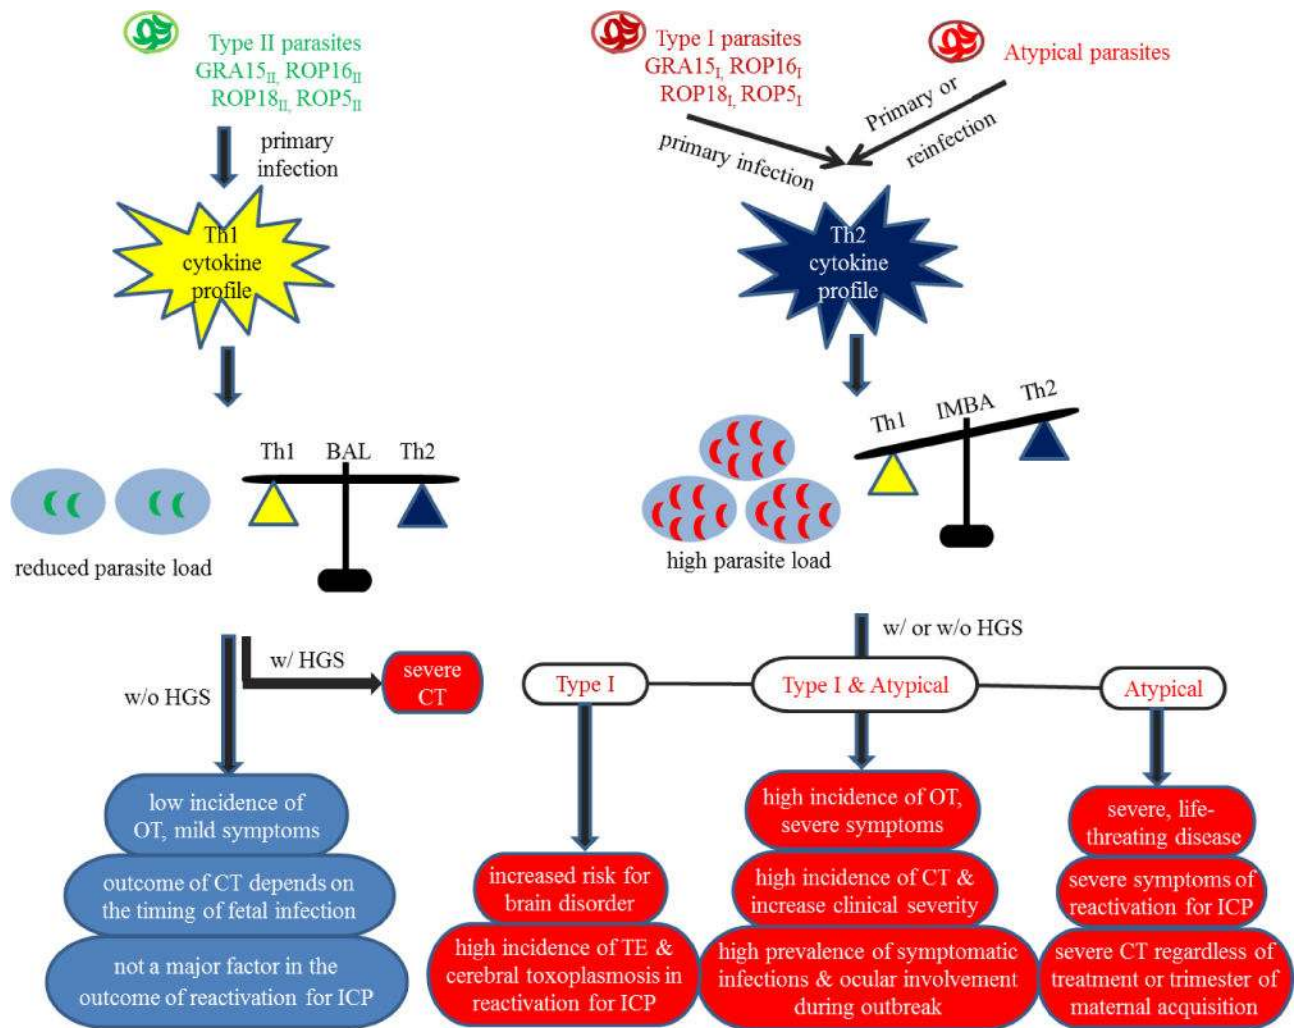 Type II parasites
GRA15II, ROP16II
ROP18II, ROP5II
primary
infection
Th1
cytokine
profile
Th1 BAL Th2
reduced parasite load
w/ HGS
severe
CT
w/o HGS
low incidence of
OT, mild symptoms
outcome of CT depends on
the timing of fetal infection
not a major factor in the
outcome of reactivation for ICP
Type I parasites
GRA15I, ROP16I
ROP18I, ROP5I
Atypical parasites
primary infection
Primary or
reinfection
Th2
cytokine
profile
Th1 IMBA Th2
high parasite load
w/ or w/o HGS
Type I
Type I & Atypical
Atypical
increased risk for
brain disorder
high incidence of TE &
cerebral toxoplasmosis in
reactivation for ICP
high incidence of OT,
severe symptoms
high incidence of CT &
increase clinical severity
high prevalence of symptomatic
infections & ocular involvement
during outbreak
severe, life-
threating disease
severe symptoms of
reactivation for ICP
severe CT regardless of
treatment or trimester of
maternal acquisition